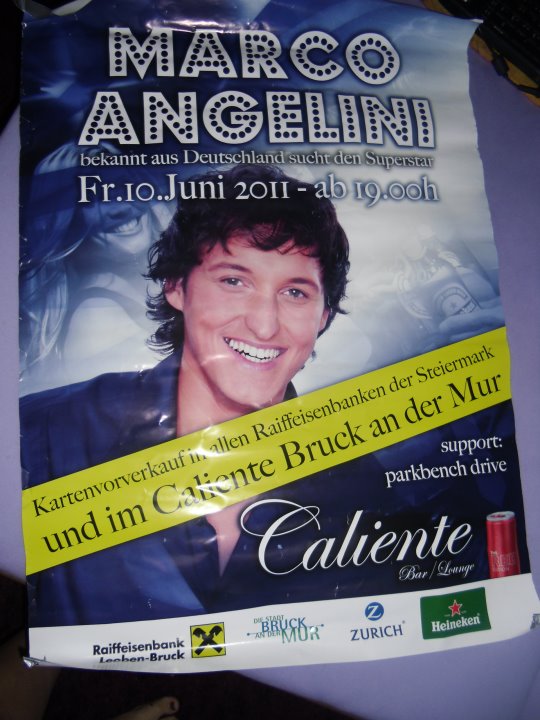 MARCO
ANGELINI
bekannt aus Deutschland sucht den Superstar
Fr.10.Juni 2011 - ab 19.00h
Kartenvorverkauf in allen Raiffeisenbanken der Steiermark
und im Caliente Bruck an der Mur
support:
parkbench drive
Caliente
Bar / Lounge
Raiffeisenbank
Leoben-Bruck
DIE STADT
BRUCK
AN DER MUR
ZURICH
Heineken